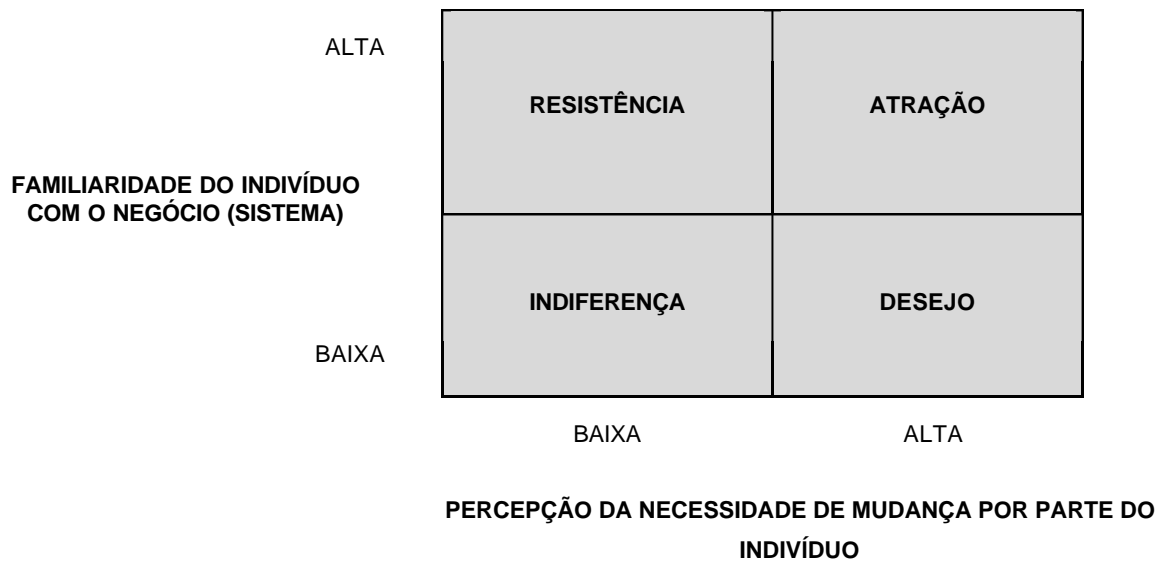 ALTA
RESISTÊNCIA
ATRAÇÃO
FAMILIARIDADE DO INDIVÍDUO
COM O NEGÓCIO (SISTEMA)
INDIFERENÇA
DESEJO
BAIXA
BAIXA
ALTA
PERCEPÇÃO DA NECESSIDADE DE MUDANÇA POR PARTE DO
INDIVÍDUO